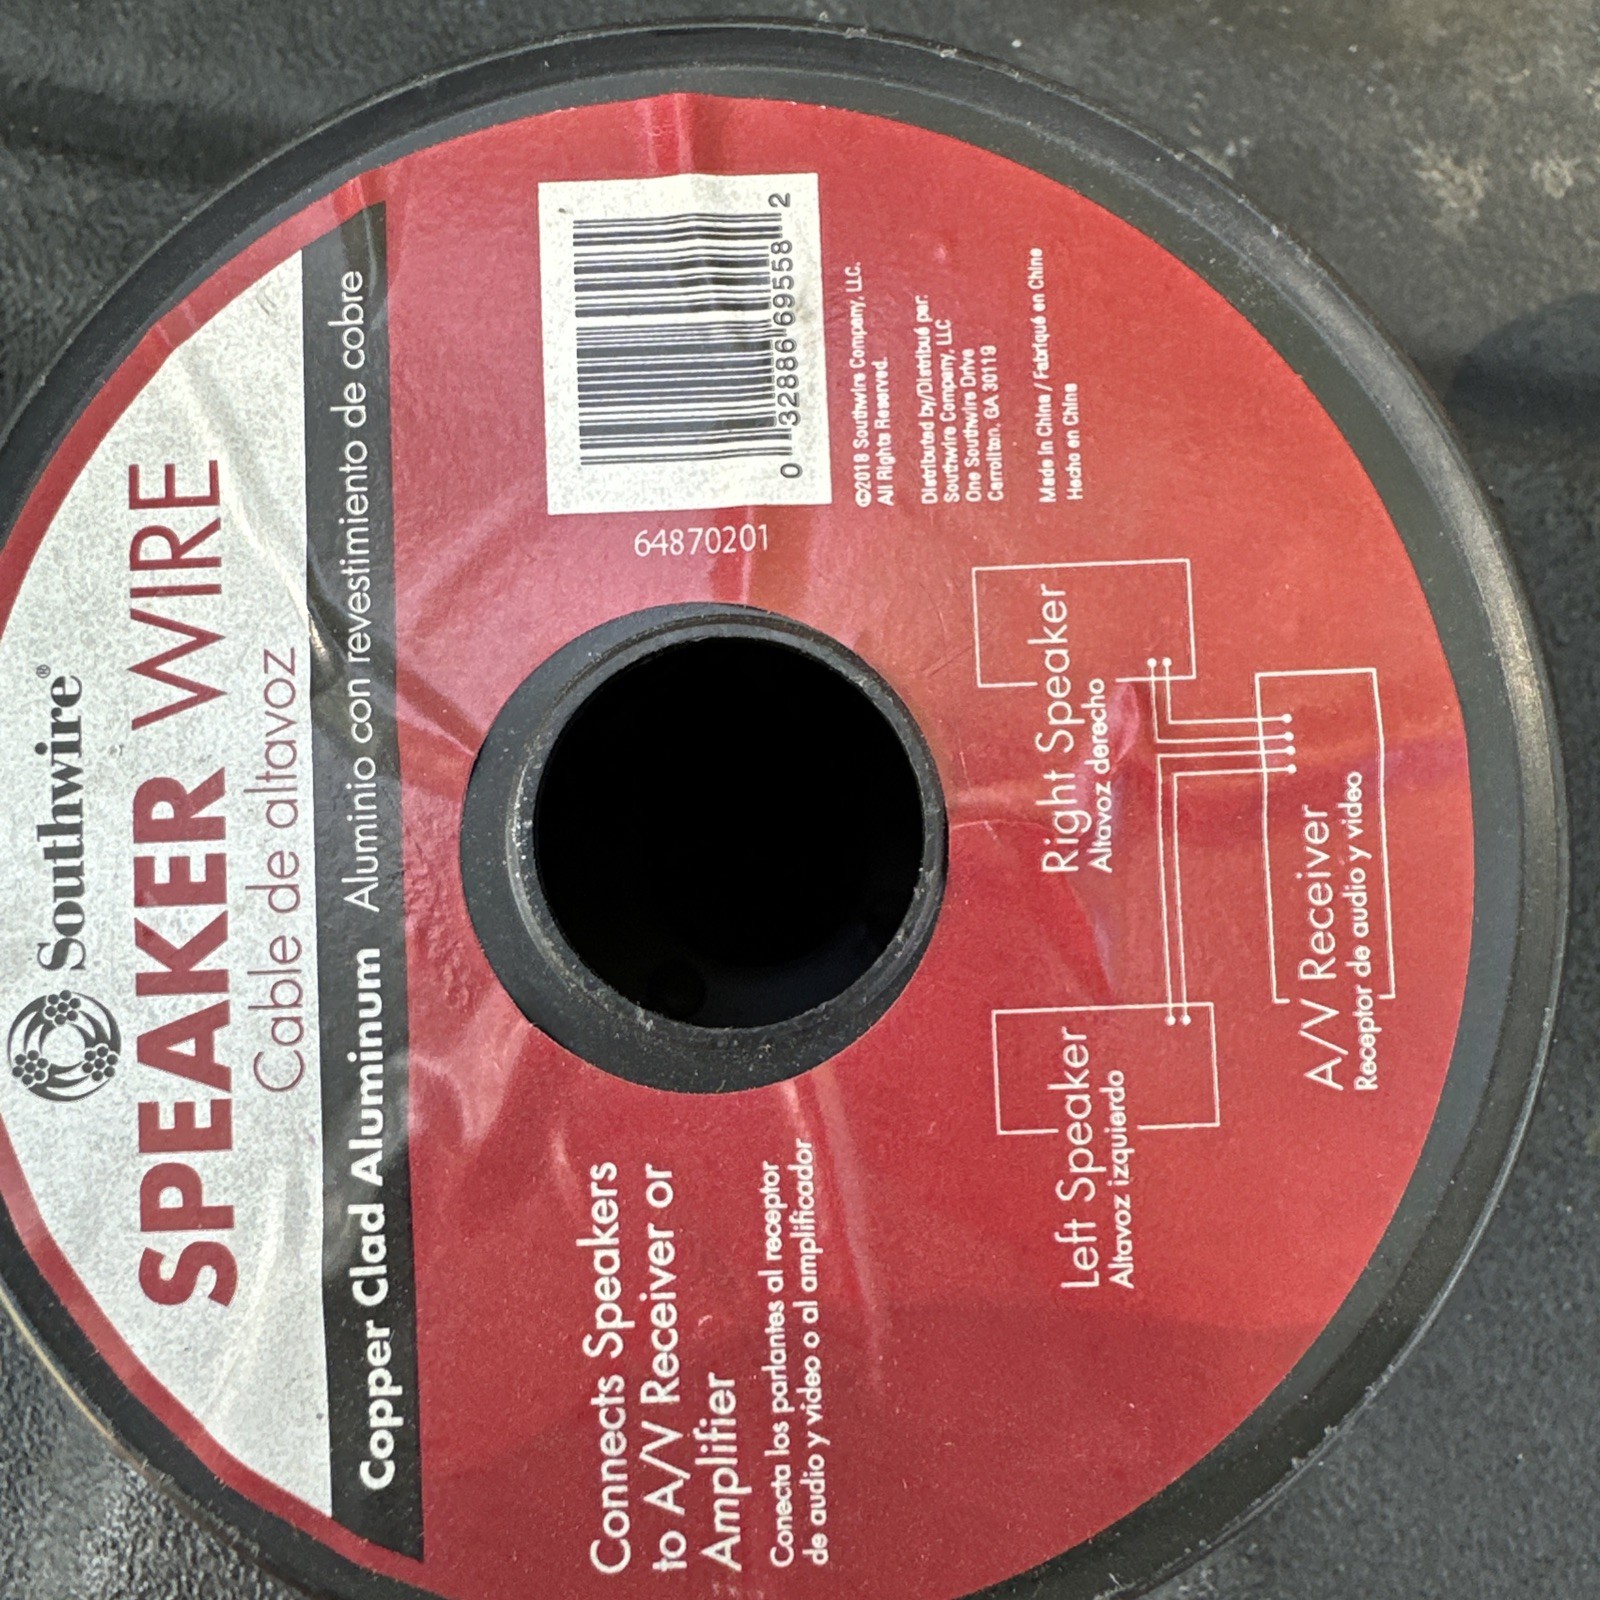 Southwire®
SPEAKER WIRE
Cable de altavoz
Copper Clad Aluminum Aluminio con revestimiento de cobre
Connects Speakers
to A/V Receiver or
Amplifier
Conecta los parlantes al receptor
de audio y video o al amplificador
64870201
0 32886 69558 2
©2018 Southwire Company, LLC.
All Rights Reserved.
Distributed by/Distribué par:
Southwire Company, LLC
One Southwire Drive
Carrollton, GA 30119
Made in China / Fabriqué en Chine
Hecho en China
Left Speaker
Altavoz izquierdo
Right Speaker
Altavoz derecho
A/V Receiver
Receptor de audio y video